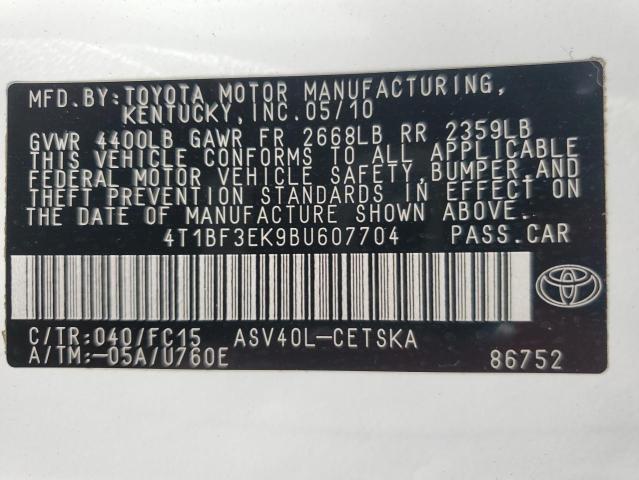 MFD.BY:TOYOTA MOTOR MANUFACTURING,
KENTUCKY,INC.05/10
GVWR 4400LB GAWR FR 2668LB RR 2359LB
THIS VEHICLE CONFORMS TO ALL APPLICABLE
FEDERAL MOTOR VEHICLE SAFETY,BUMPER,AND
THEFT PREVENTION STANDARDS IN EFFECT ON
THE DATE OF MANUFACTURE SHOWN ABOVE.
4T1BF3EK9BU607704 PASS.CAR
C/TR:040/FC15 ASV40L-CETSKA
A/TM:-05A/U760E 86752